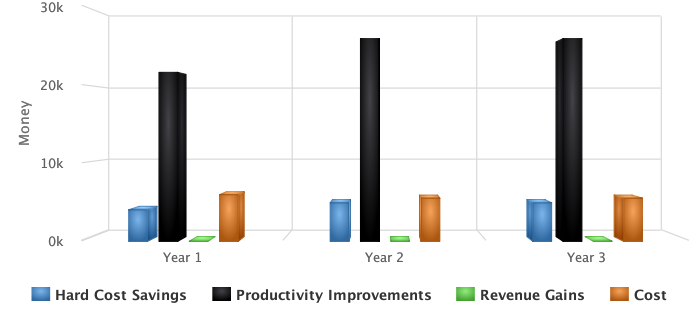 30k
20k
10k
0k
Money
Year 1
Year 2
Year 3
Hard Cost Savings
Productivity Improvements
Revenue Gains
Cost